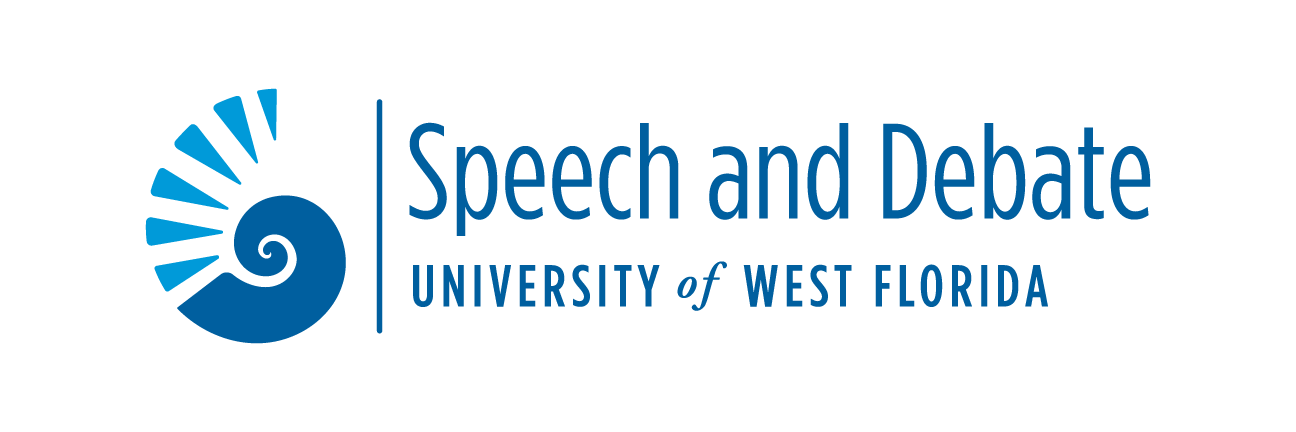 Speech and Debate
UNIVERSITY of WEST FLORIDA